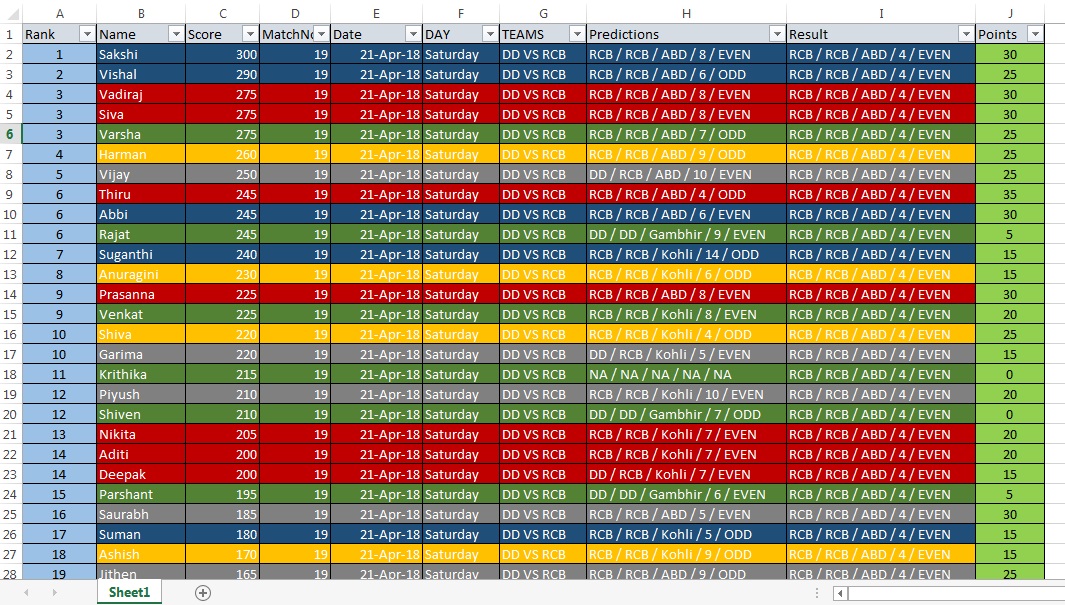 A B C D E F G H I J
1 Rank Name Score MatchNo Date DAY TEAMS Predictions Result Points
2 1 Sakshi 300 19 21-Apr-18 Saturday DD VS RCB RCB / RCB / ABD / 8 / EVEN RCB / RCB / ABD / 4 / EVEN 30
3 2 Vishal 290 19 21-Apr-18 Saturday DD VS RCB RCB / RCB / ABD / 6 / ODD RCB / RCB / ABD / 4 / EVEN 25
4 3 Vadiraj 275 19 21-Apr-18 Saturday DD VS RCB RCB / RCB / ABD / 8 / EVEN RCB / RCB / ABD / 4 / EVEN 30
5 3 Siva 275 19 21-Apr-18 Saturday DD VS RCB RCB / RCB / ABD / 8 / EVEN RCB / RCB / ABD / 4 / EVEN 30
6 3 Varsha 275 19 21-Apr-18 Saturday DD VS RCB RCB / RCB / ABD / 7 / ODD RCB / RCB / ABD / 4 / EVEN 25
7 4 Harman 260 19 21-Apr-18 Saturday DD VS RCB RCB / RCB / ABD / 9 / ODD RCB / RCB / ABD / 4 / EVEN 25
8 5 Vijay 250 19 21-Apr-18 Saturday DD VS RCB DD / RCB / ABD / 10 / EVEN RCB / RCB / ABD / 4 / EVEN 25
9 6 Thiru 245 19 21-Apr-18 Saturday DD VS RCB RCB / RCB / ABD / 4 / ODD RCB / RCB / ABD / 4 / EVEN 35
10 6 Abbi 245 19 21-Apr-18 Saturday DD VS RCB RCB / RCB / ABD / 6 / EVEN RCB / RCB / ABD / 4 / EVEN 30
11 6 Rajat 245 19 21-Apr-18 Saturday DD VS RCB DD / DD / Gambhir / 9 / EVEN RCB / RCB / ABD / 4 / EVEN 5
12 7 Suganthi 240 19 21-Apr-18 Saturday DD VS RCB RCB / RCB / Kohli / 14 / ODD RCB / RCB / ABD / 4 / EVEN 15
13 8 Anuragini 230 19 21-Apr-18 Saturday DD VS RCB RCB / RCB / Kohli / 6 / ODD RCB / RCB / ABD / 4 / EVEN 15
14 9 Prasanna 225 19 21-Apr-18 Saturday DD VS RCB RCB / RCB / ABD / 8 / EVEN RCB / RCB / ABD / 4 / EVEN 30
15 9 Venkat 225 19 21-Apr-18 Saturday DD VS RCB RCB / RCB / Kohli / 8 / EVEN RCB / RCB / ABD / 4 / EVEN 20
16 10 Shiva 220 19 21-Apr-18 Saturday DD VS RCB RCB / RCB / Kohli / 4 / ODD RCB / RCB / ABD / 4 / EVEN 25
17 10 Garima 220 19 21-Apr-18 Saturday DD VS RCB DD / RCB / Kohli / 5 / EVEN RCB / RCB / ABD / 4 / EVEN 15
18 11 Krithika 215 19 21-Apr-18 Saturday DD VS RCB NA / NA / NA / NA / NA RCB / RCB / ABD / 4 / EVEN 0
19 12 Piyush 210 19 21-Apr-18 Saturday DD VS RCB RCB / RCB / Kohli / 10 / EVEN RCB / RCB / ABD / 4 / EVEN 20
20 12 Shiven 210 19 21-Apr-18 Saturday DD VS RCB DD / DD / Gambhir / 7 / ODD RCB / RCB / ABD / 4 / EVEN 0
21 13 Nikita 205 19 21-Apr-18 Saturday DD VS RCB RCB / RCB / Kohli / 7 / EVEN RCB / RCB / ABD / 4 / EVEN 20
22 14 Aditi 200 19 21-Apr-18 Saturday DD VS RCB RCB / RCB / Kohli / 7 / EVEN RCB / RCB / ABD / 4 / EVEN 20
23 14 Deepak 200 19 21-Apr-18 Saturday DD VS RCB DD / RCB / Kohli / 7 / EVEN RCB / RCB / ABD / 4 / EVEN 15
24 15 Parshant 195 19 21-Apr-18 Saturday DD VS RCB DD / DD / Gambhir / 6 / EVEN RCB / RCB / ABD / 4 / EVEN 5
25 16 Saurabh 185 19 21-Apr-18 Saturday DD VS RCB RCB / RCB / ABD / 5 / EVEN RCB / RCB / ABD / 4 / EVEN 30
26 17 Suman 180 19 21-Apr-18 Saturday DD VS RCB RCB / RCB / Kohli / 5 / ODD RCB / RCB / ABD / 4 / EVEN 15
27 18 Ashish 170 19 21-Apr-18 Saturday DD VS RCB RCB / RCB / Kohli / 9 / ODD RCB / RCB / ABD / 4 / EVEN 15
28 19 Jithen 165 19 21-Apr-18 Saturday DD VS RCB RCB / RCB / ABD / 9 / ODD RCB / RCB / ABD / 4 / EVEN 25
Sheet1